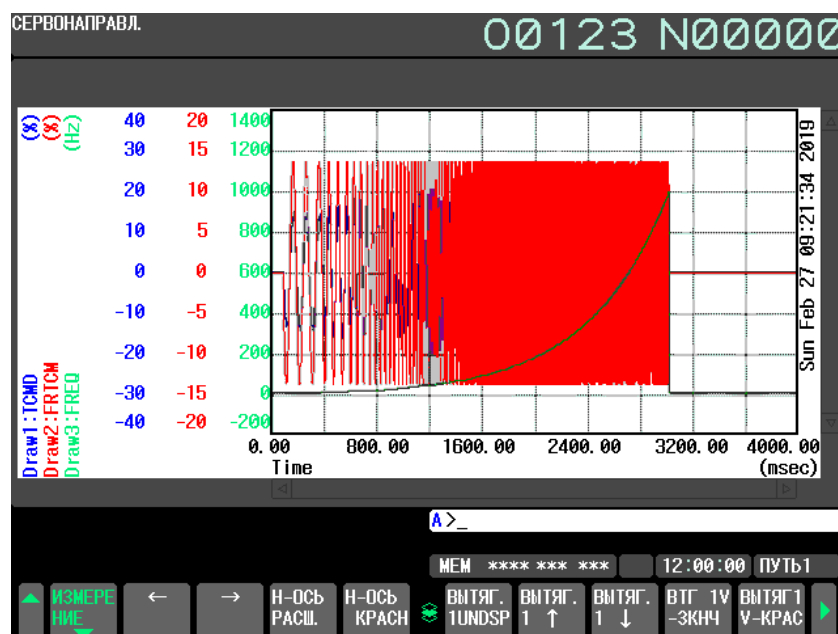 СЕРВОНАПРАВЛ.
O0123 N00000
(%) (%) (Hz)
40 20 1400
30 15 1200
20 10 1000
10 5 800
0 0 600
-10 -5 400
-20 -10 200
-30 -15 0
-40 -20 -200
Draw1:TCMD
Draw2:FRTCM
Draw3:FREQ
Sun Feb 27 09:21:34 2019
0.00 800.00 1600.00 2400.00 3200.00 4000.00
Time (msec)
A>_
MEM **** *** *** 12:00:00 ПУТЬ1
ИЗМЕРЕ ← → Н-ОСЬ Н-ОСЬ ВЫТЯГ. ВЫТЯГ. ВЫТЯГ. ВТГ 1V ВЫТЯГ1
НИЕ РАСШ. КРАСН 1UNDSP 1 ↑ 1 ↓ -ЗКНЧ V-КРАС